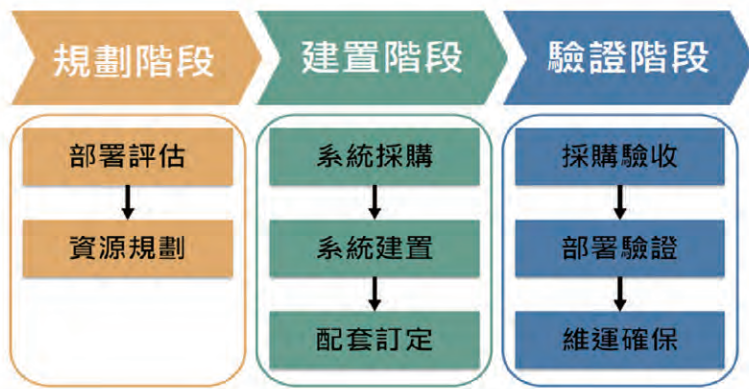 規劃階段
建置階段
驗證階段
部署評估
資源規劃
系統採購
系統建置
配套訂定
採購驗收
部署驗證
維運確保